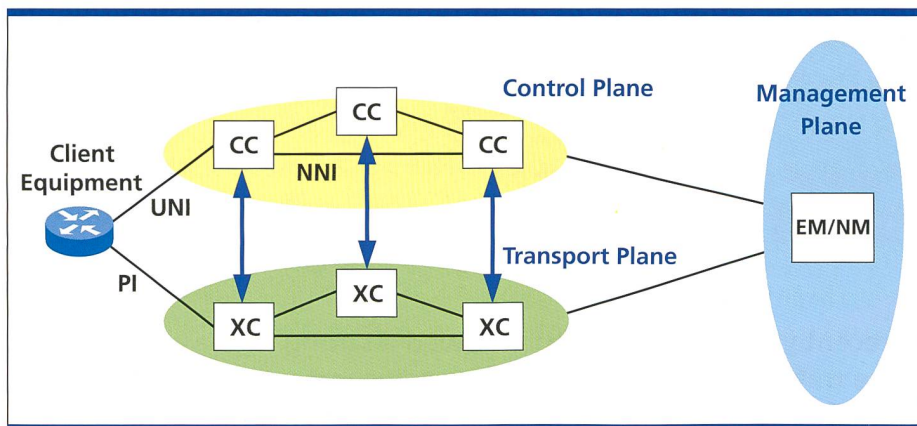 Control Plane
Management
Plane
CC
CC
CC
Client
Equipment
NNI
UNI
EM/NM
Transport Plane
PI
XC
XC
XC